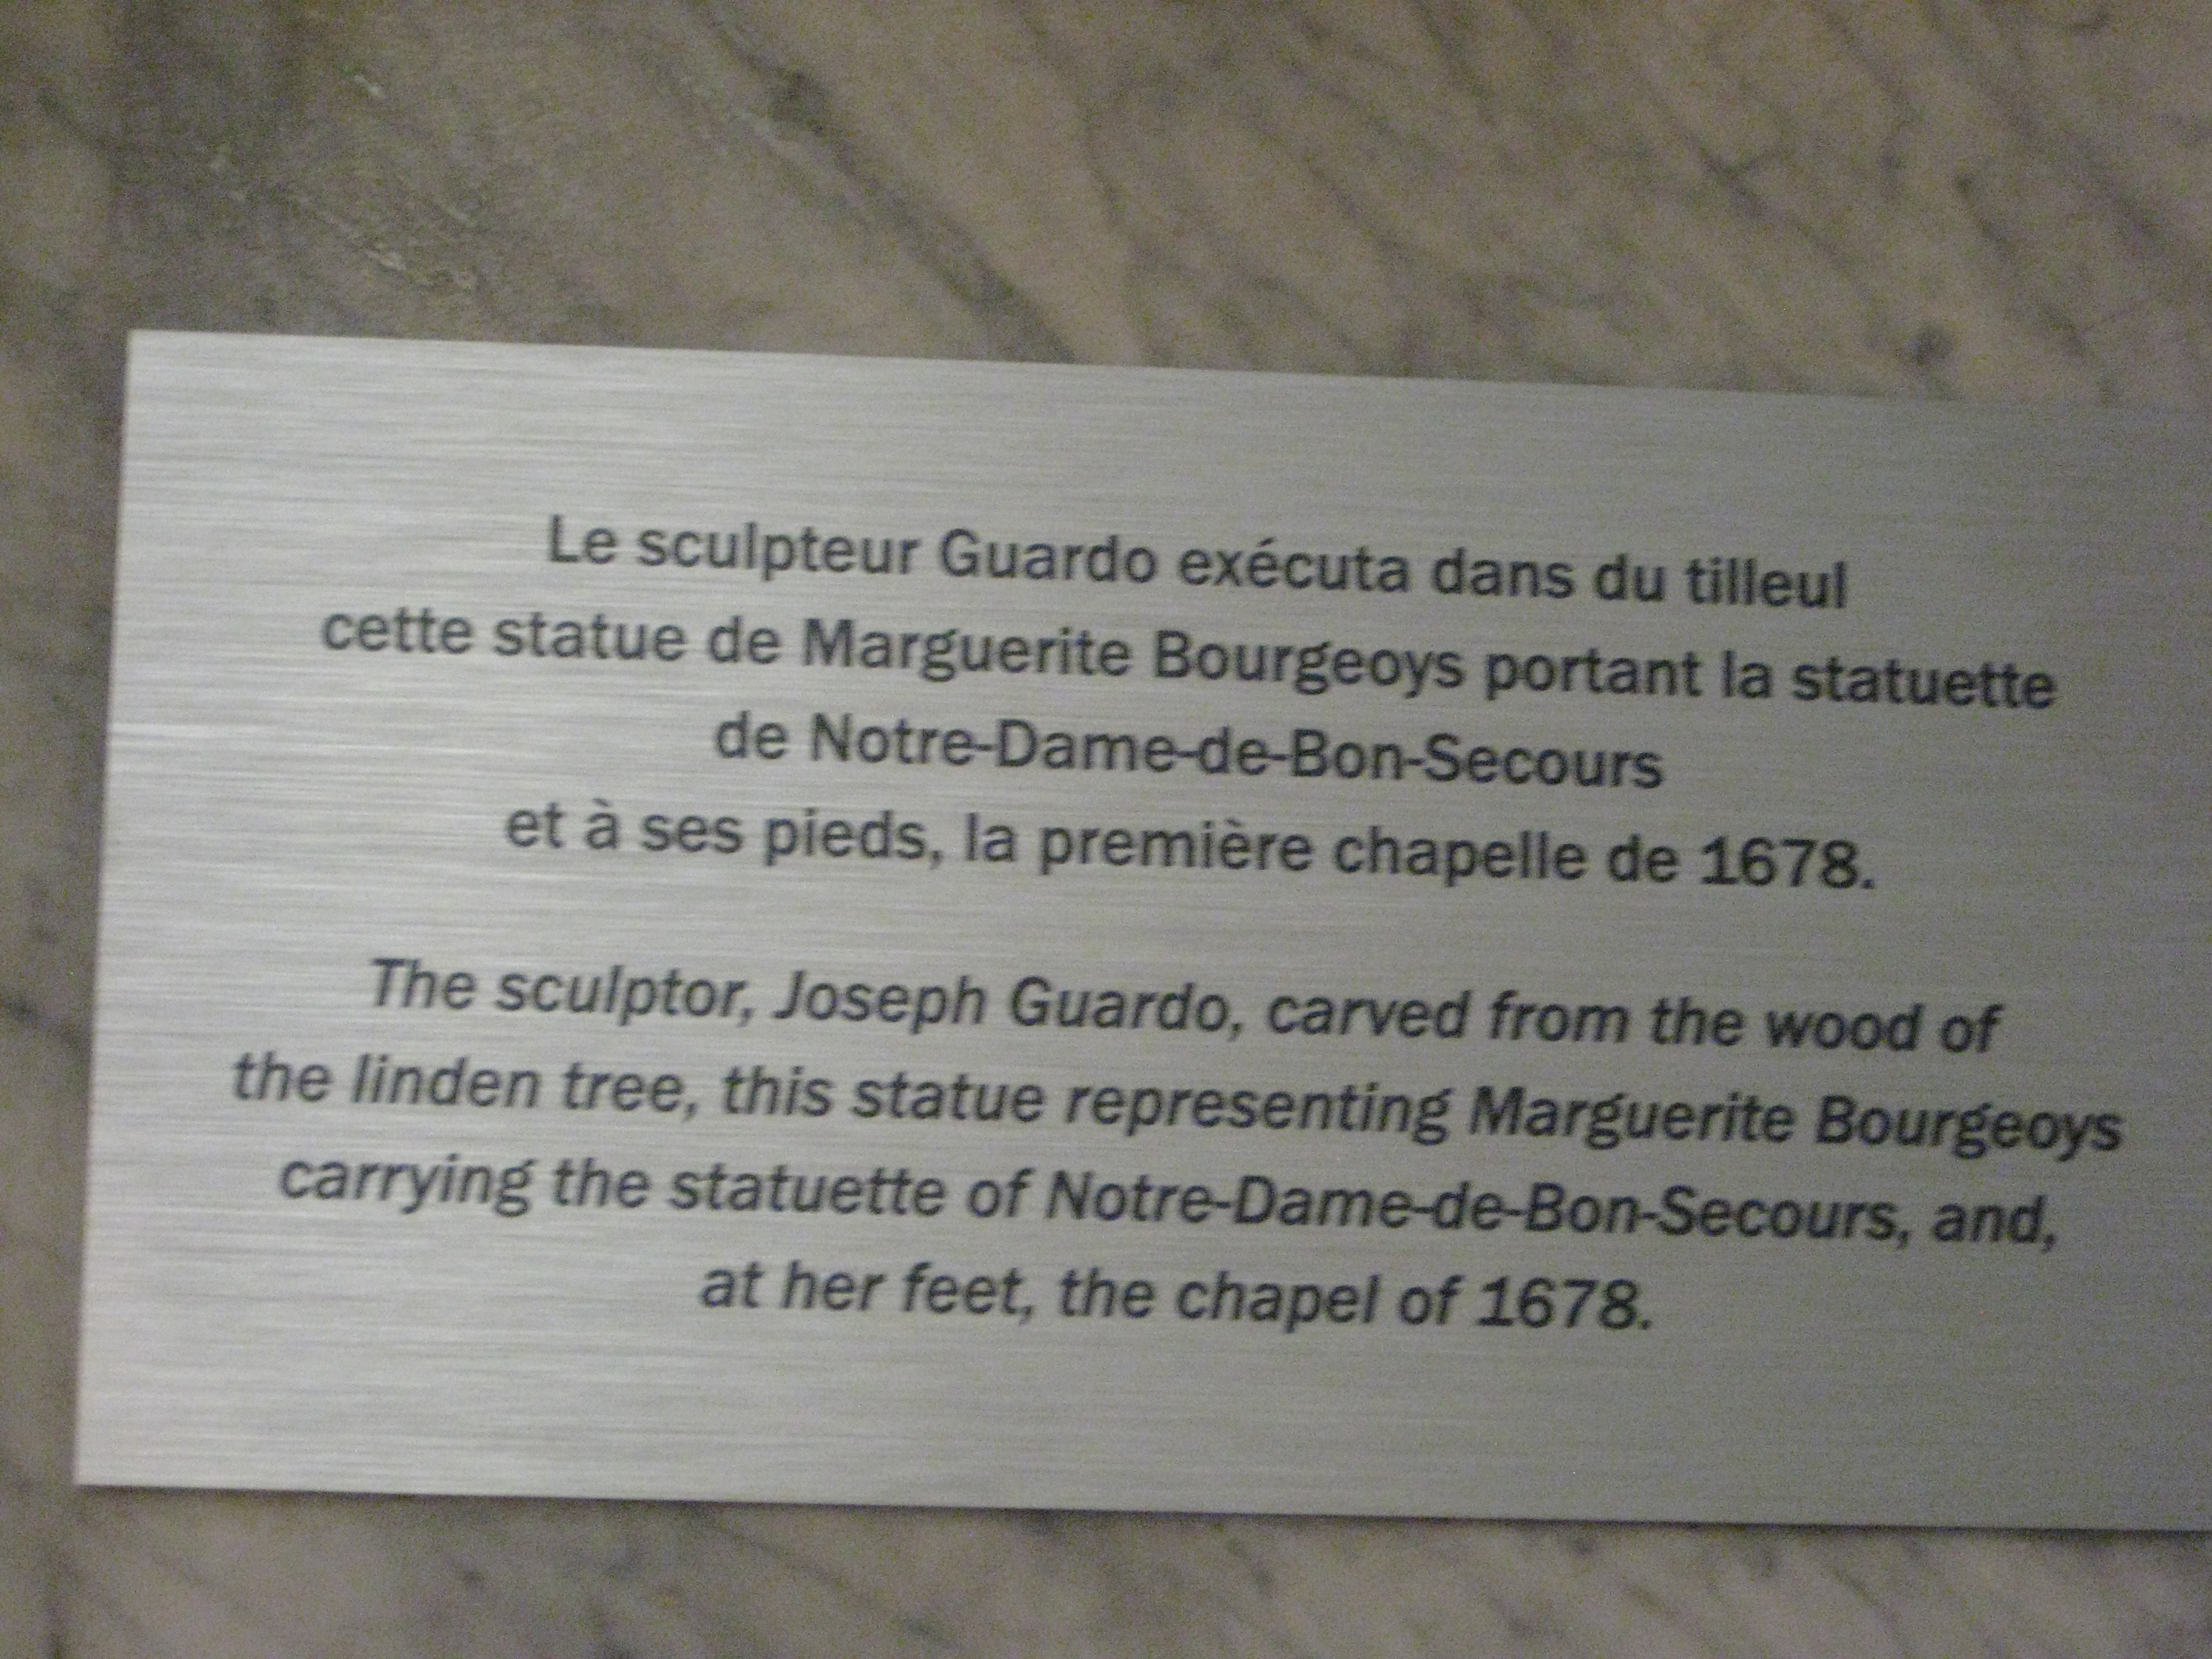 Le sculpteur Guardo exécuta dans du tilleul
cette statue de Marguerite Bourgeoys portant la statuette
de Notre-Dame-de-Bon-Secours
et à ses pieds, la première chapelle de 1678.
The sculptor, Joseph Guardo, carved from the wood of
the linden tree, this statue representing Marguerite Bourgeoys
carrying the statuette of Notre-Dame-de-Bon-Secours, and,
at her feet, the chapel of 1678.